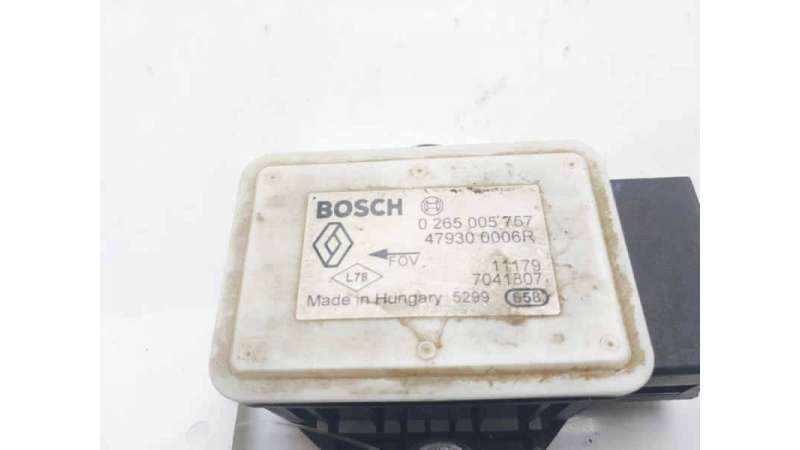 BOSCH
0 265 005 757
47930 0006R
FOV
11179
L78
7041807
Made in Hungary 5299 658